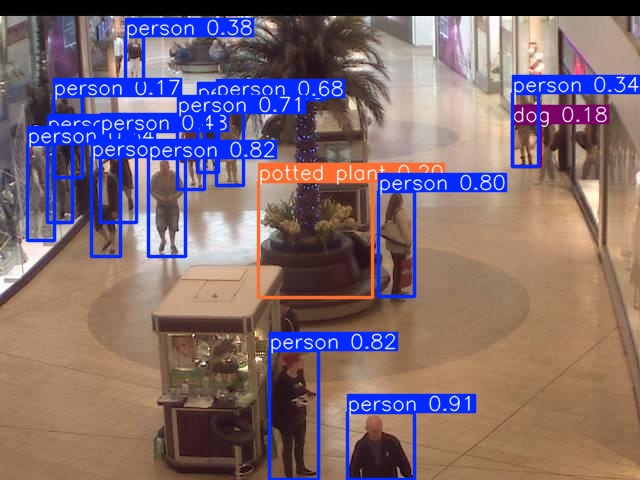 person 0.38
person 0.17
person 0.68
person 0.34
person 0.71
dog 0.18
person 0.82
potted plant 0.20
person 0.80
person 0.82
person 0.91